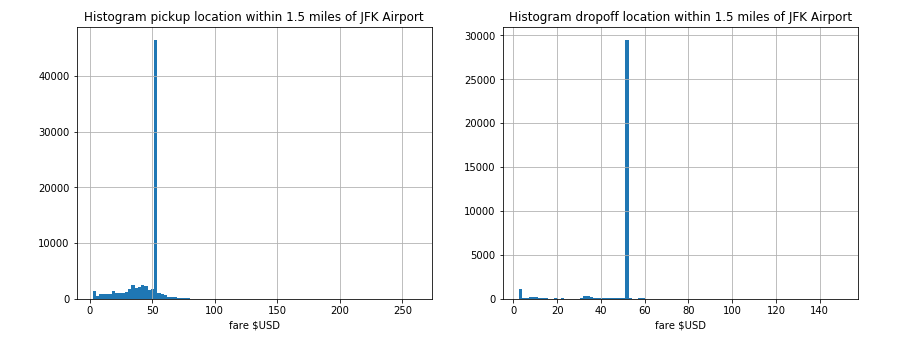 Histogram pickup location within 1.5 miles of JFK Airport
40000
30000
20000
10000
0
0 50 100 150 200 250
fare $USD
Histogram dropoff location within 1.5 miles of JFK Airport
30000
25000
20000
15000
10000
5000
0
0 20 40 60 80 100 120 140
fare $USD